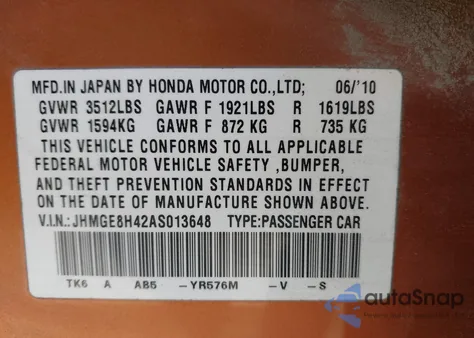 MFD.IN JAPAN BY HONDA MOTOR CO.,LTD; 06/'10
GVWR 3512LBS GAWR F 1921LBS R 1619LBS
GVWR 1594KG GAWR F 872 KG R 735 KG
THIS VEHICLE CONFORMS TO ALL APPLICABLE
FEDERAL MOTOR VEHICLE SAFETY ,BUMPER,
AND THEFT PREVENTION STANDARDS IN EFFECT
ON THE DATE OF MANUFACTURE SHOWN ABOVE.
V.I.N.: JHMGE8H42AS013648 TYPE:PASSENGER CAR
TK6 A AB5 -YR576M -V -S
autoSnap